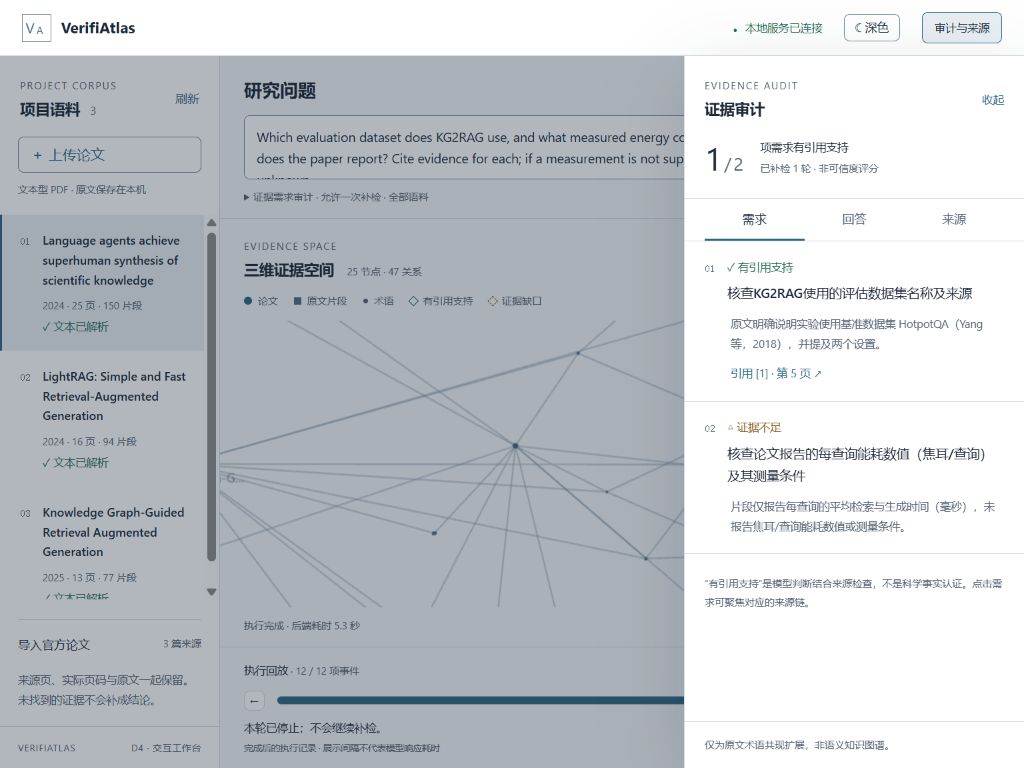 VA VerifiAtlas
本地服务已连接
☾ 深色
审计与来源
PROJECT CORPUS
项目语料 3
刷新
+ 上传论文
文本型 PDF · 原文保存在本机
01 Language agents achieve
superhuman synthesis of
scientific knowledge
2024 · 25 页 · 150 片段
✓ 文本已解析
02 LightRAG: Simple and Fast
Retrieval-Augmented
Generation
2024 · 16 页 · 94 片段
✓ 文本已解析
03 Knowledge Graph-Guided
Retrieval Augmented
Generation
2025 · 13 页 · 77 片段
✓ 文本已解析
导入官方论文 3 篇来源
来源页、实际页码与原文一起保留。
未找到的证据不会补成结论。
VERIFIATLAS D4 · 交互工作台
研究问题
Which evaluation dataset does KG2RAG use, and what measured energy co
does the paper report? Cite evidence for each; if a measurement is not sup
unknown
▶ 证据需求审计 · 允许一次补检 · 全部语料
EVIDENCE SPACE
三维证据空间 25 节点 · 47 关系
论文 原文片段 术语 有引用支持 证据缺口
G...
执行完成 · 后端耗时 5.3 秒
执行回放 · 12 / 12 项事件
←
本轮已停止；不会继续补检。
完成后的执行记录 · 展示间隔不代表模型响应耗时
EVIDENCE AUDIT
证据审计
收起
1/2
项需求有引用支持
已补检 1 轮 · 非可信度评分
需求 回答 来源
01 ✓ 有引用支持
核查KG2RAG使用的评估数据集名称及来源
原文明确说明实验使用基准数据集 HotpotQA（Yang
等，2018），并提及两个设置。
引用 [1] · 第 5 页 ↗
02 证据不足
核查论文报告的每查询能耗数值（焦耳/查询）
及其测量条件
片段仅报告每查询的平均检索与生成时间（毫秒），未
报告焦耳/查询能耗数值或测量条件。
“有引用支持”是模型判断结合来源检查，不是科学事实认证。点击需
求可聚焦对应的来源链。
仅为原文术语共现扩展，非语义知识图谱。